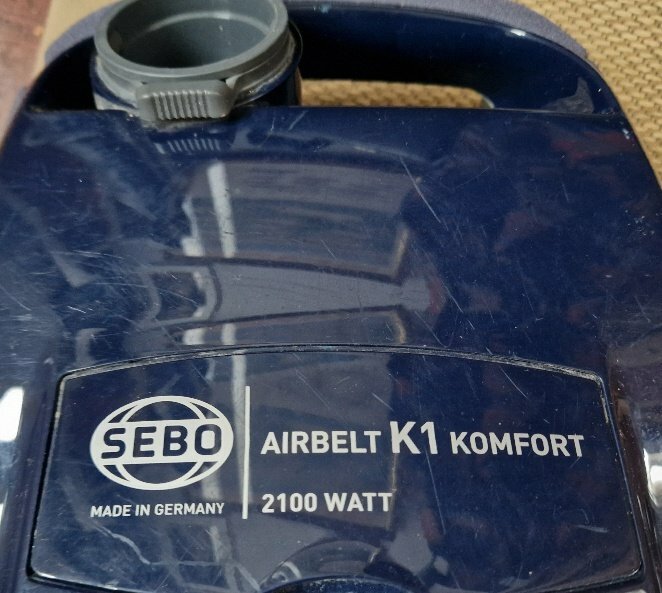 SEBO
MADE IN GERMANY
AIRBELT K1 KOMFORT
2100 WATT